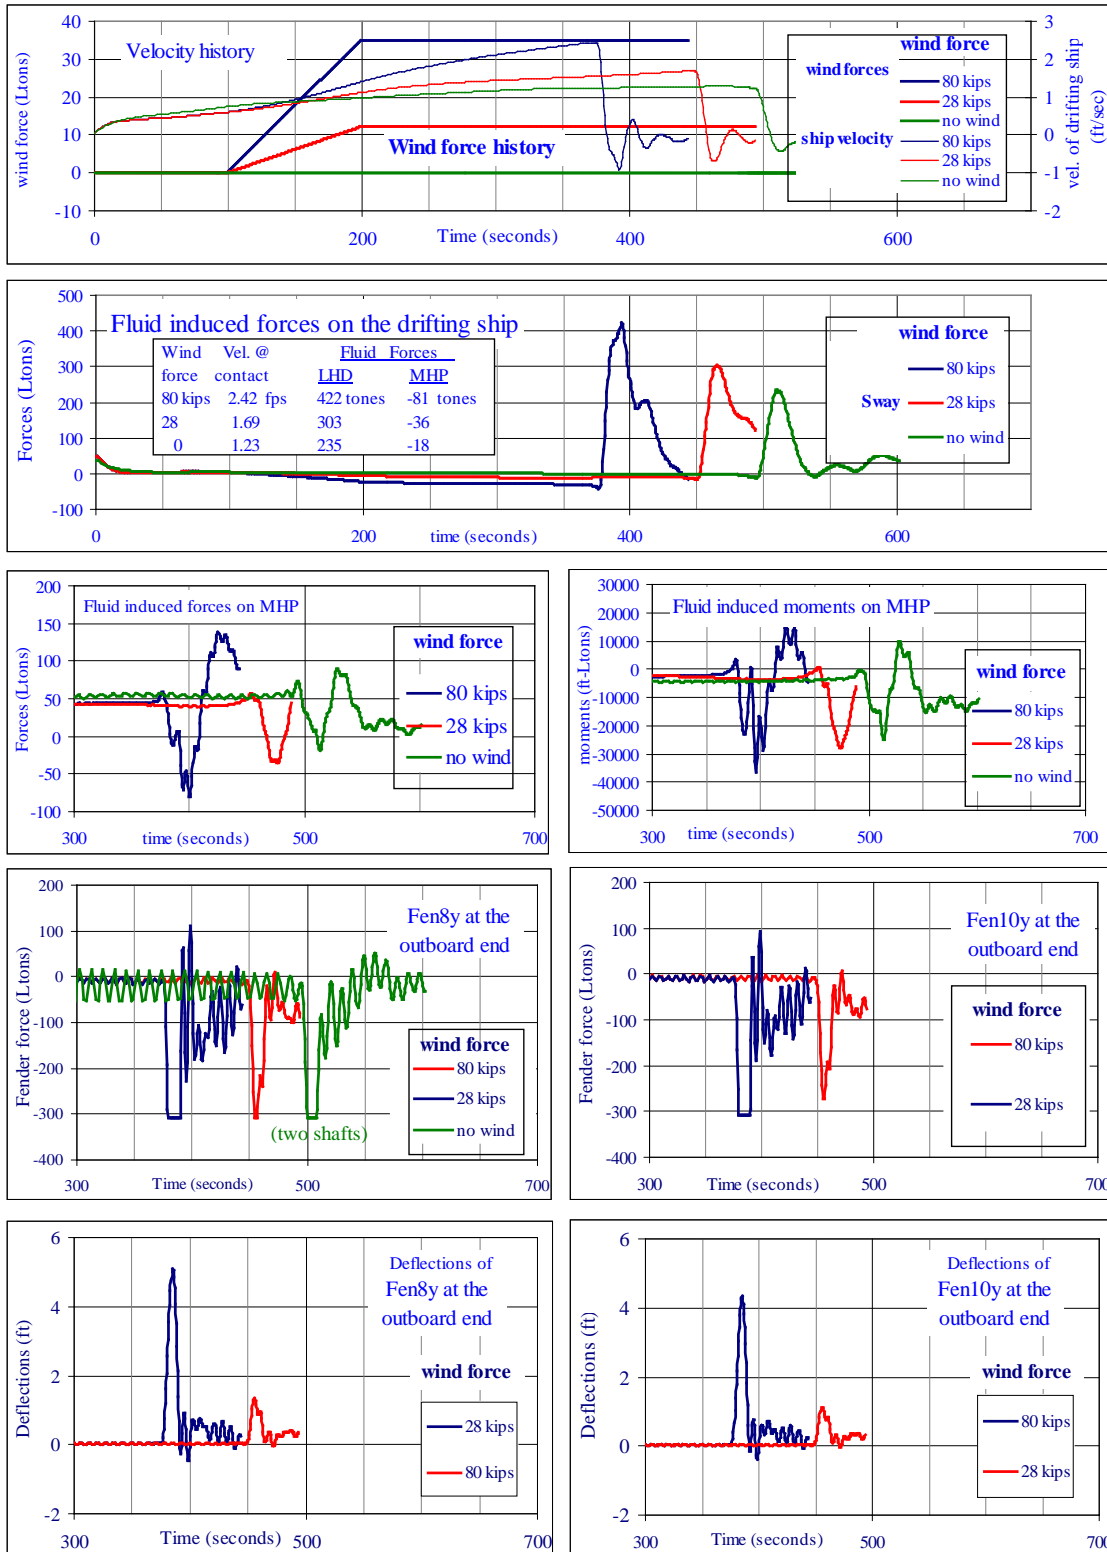 Velocity history
wind force (Ltons)
40
30
20
10
0
-10
3
2
1
0
-1
-2
vel. of drifting ship
(ft/sec)
wind force
wind forces
80 kips
28 kips
no wind
ship velocity
80 kips
28 kips
no wind
Wind force history
0
200
Time (seconds)
400
600
Fluid induced forces on the drifting ship
Forces (Ltons)
500
400
300
200
100
0
-100
Wind Vel. @ Fluid Forces
force contact LHD MHP
80 kips 2.42 fps 422 tones -81 tones
28 1.69 303 -36
0 1.23 235 -18
wind force
80 kips
Sway
28 kips
no wind
0
200
time (seconds)
400
600
Fluid induced forces on MHP
Forces (Ltons)
200
150
100
50
0
-50
-100
wind force
80 kips
28 kips
no wind
300
time (seconds)
500
700
Fluid induced moments on MHP
moments (ft-Ltons)
30000
20000
10000
0
-10000
-20000
-30000
-40000
-50000
wind force
80 kips
28 kips
no wind
300
time (seconds)
500
700
Fen8y at the
outboard end
Fender force (Ltons)
200
100
0
-100
-200
-300
-400
wind force
80 kips
28 kips
no wind
(two shafts)
300
Time (seconds)
500
700
Fen10y at the
outboard end
Fender force (Ltons)
200
100
0
-100
-200
-300
-400
wind force
80 kips
28 kips
300
Time (seconds)
500
700
Deflections of
Fen8y at the
outboard end
Deflections (ft)
6
4
2
0
-2
wind force
28 kips
80 kips
300
Time (seconds)
500
700
Deflections of
Fen10y at the
outboard end
Deflections (ft)
6
4
2
0
-2
wind force
80 kips
28 kips
300
Time (seconds)
500
700